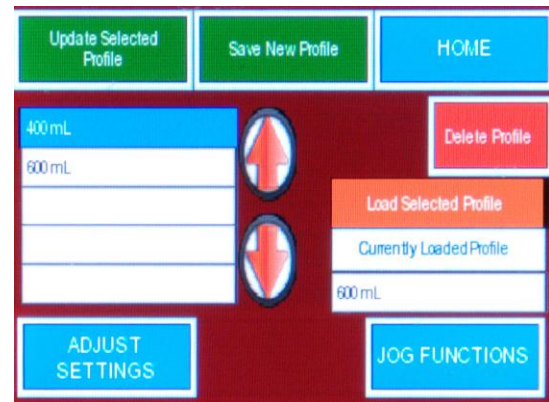 Update Selected
Profile
Save New Profile
HOME
400 mL
600 mL
Delete Profile
Load Selected Profile
Currently Loaded Profile
600 mL
ADJUST
SETTINGS
JOG FUNCTIONS